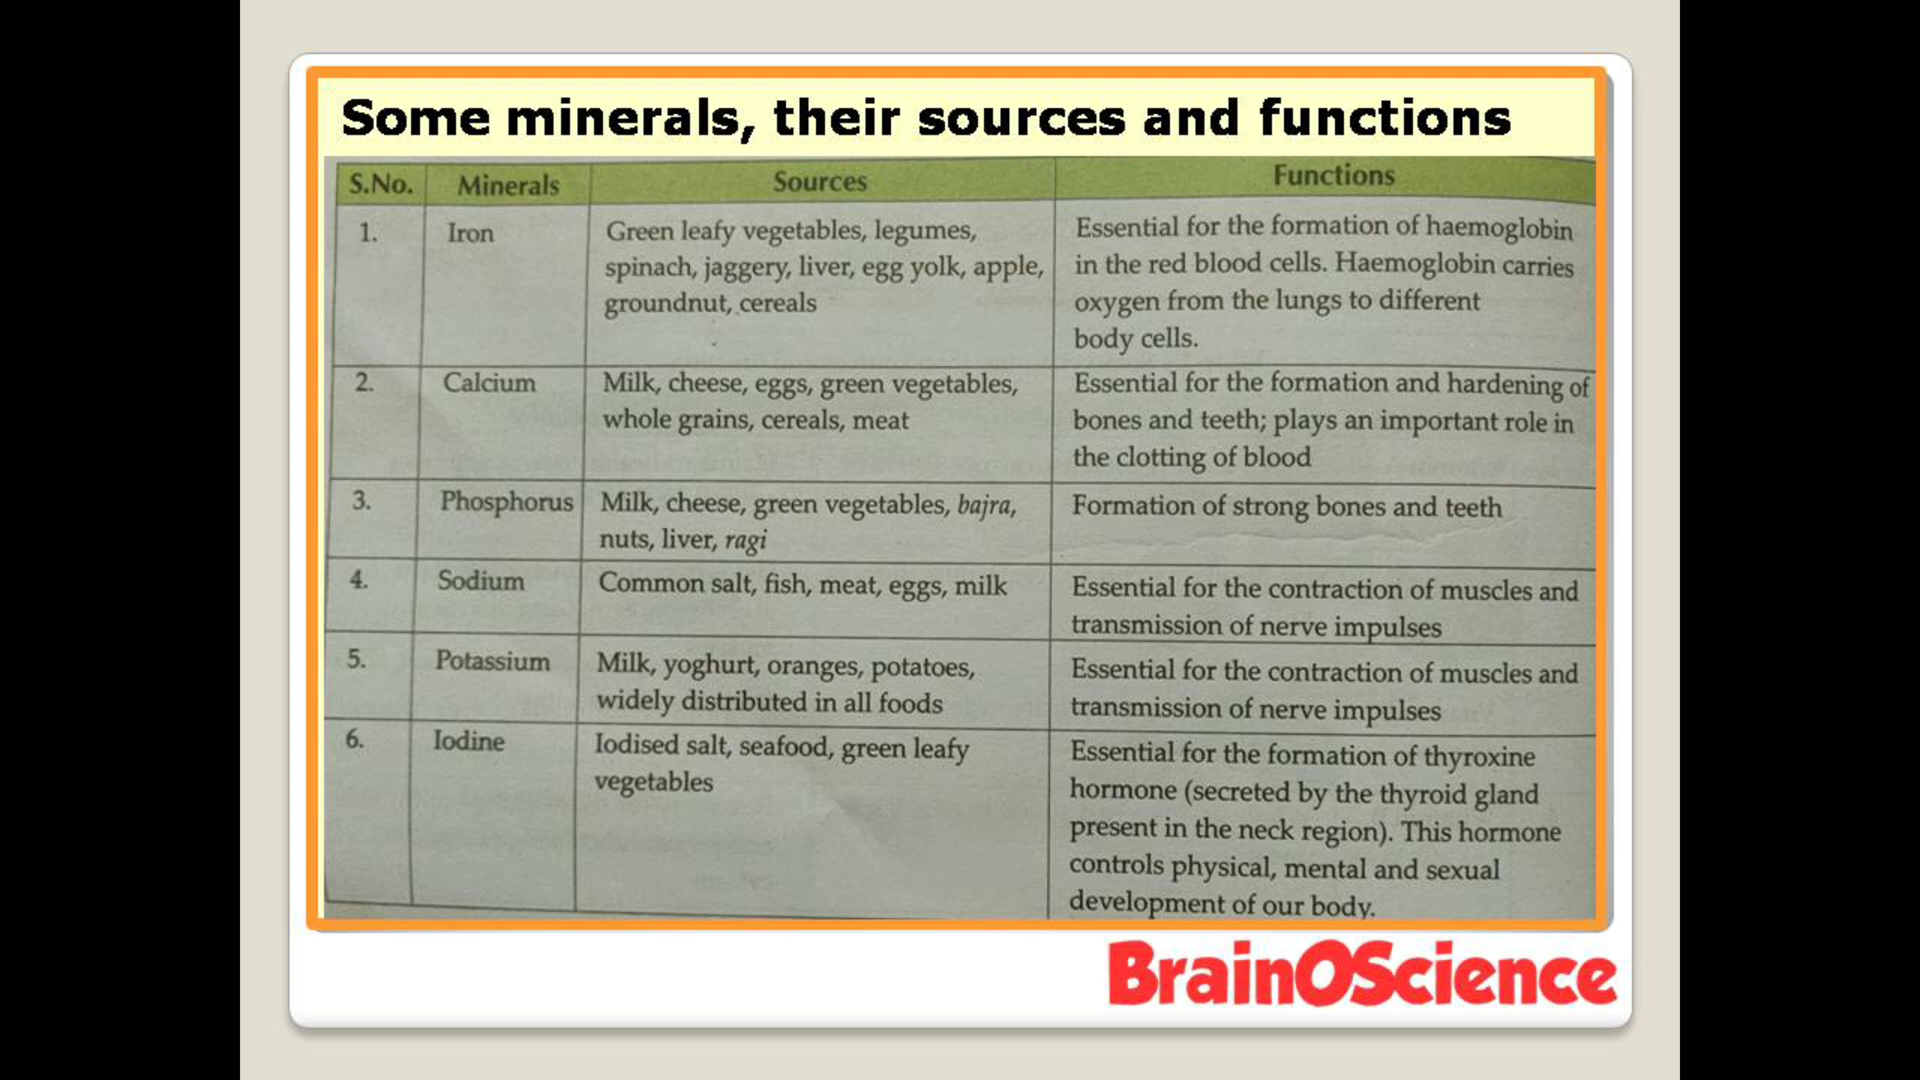 Some minerals, their sources and functions
S.No. Minerals Sources Functions
1. Iron Green leafy vegetables, legumes, Essential for the formation of haemoglobin
spinach, jaggery, liver, egg yolk, apple, in the red blood cells. Haemoglobin carries
groundnut, cereals oxygen from the lungs to different
body cells.
2. Calcium Milk, cheese, eggs, green vegetables, Essential for the formation and hardening of
whole grains, cereals, meat bones and teeth; plays an important role in
the clotting of blood
3. Phosphorus Milk, cheese, green vegetables, bajra, Formation of strong bones and teeth
nuts, liver, ragi
4. Sodium Common salt, fish, meat, eggs, milk Essential for the contraction of muscles and
transmission of nerve impulses
5. Potassium Milk, yoghurt, oranges, potatoes, Essential for the contraction of muscles and
widely distributed in all foods transmission of nerve impulses
6. Iodine Iodised salt, seafood, green leafy Essential for the formation of thyroxine
vegetables hormone (secreted by the thyroid gland
present in the neck region). This hormone
controls physical, mental and sexual
development of our body.
BrainOScience